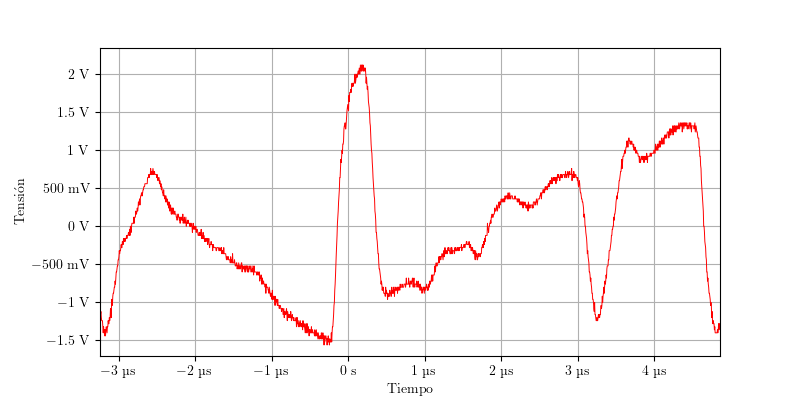 2 V
1.5 V
1 V
500 mV
0 V
−500 mV
−1 V
−1.5 V
Tensión
−3 µs −2 µs −1 µs 0 s 1 µs 2 µs 3 µs 4 µs
Tiempo